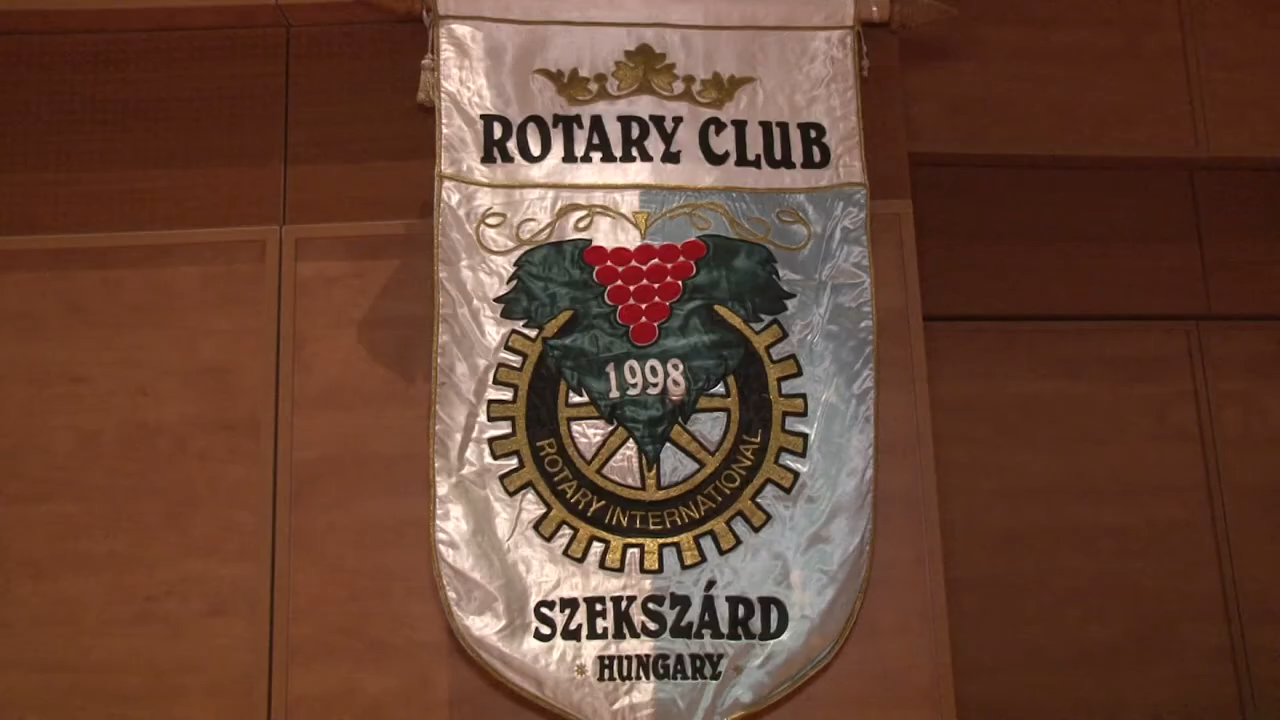 ROTARY CLUB
1998
ROTARY INTERNATIONAL
SZEKSZÁRD
HUNGARY